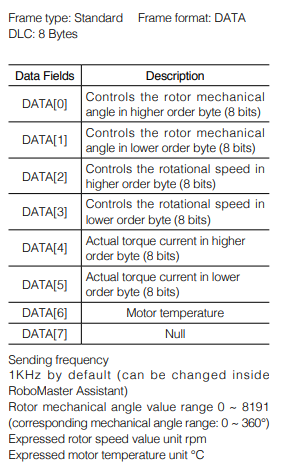 Frame type: Standard Frame format: DATA
DLC: 8 Bytes
Data Fields Description
DATA[0] Controls the rotor mechanical
angle in higher order byte (8 bits)
DATA[1] Controls the rotor mechanical
angle in lower order byte (8 bits)
DATA[2] Controls the rotational speed in
higher order byte (8 bits)
DATA[3] Controls the rotational speed in
lower order byte (8 bits)
DATA[4] Actual torque current in higher
order byte (8 bits)
DATA[5] Actual torque current in lower
order byte (8 bits)
DATA[6] Motor temperature
DATA[7] Null
Sending frequency
1KHz by default (can be changed inside
RoboMaster Assistant)
Rotor mechanical angle value range 0 ~ 8191
(corresponding mechanical angle range: 0 ~ 360°)
Expressed rotor speed value unit rpm
Expressed motor temperature unit °C